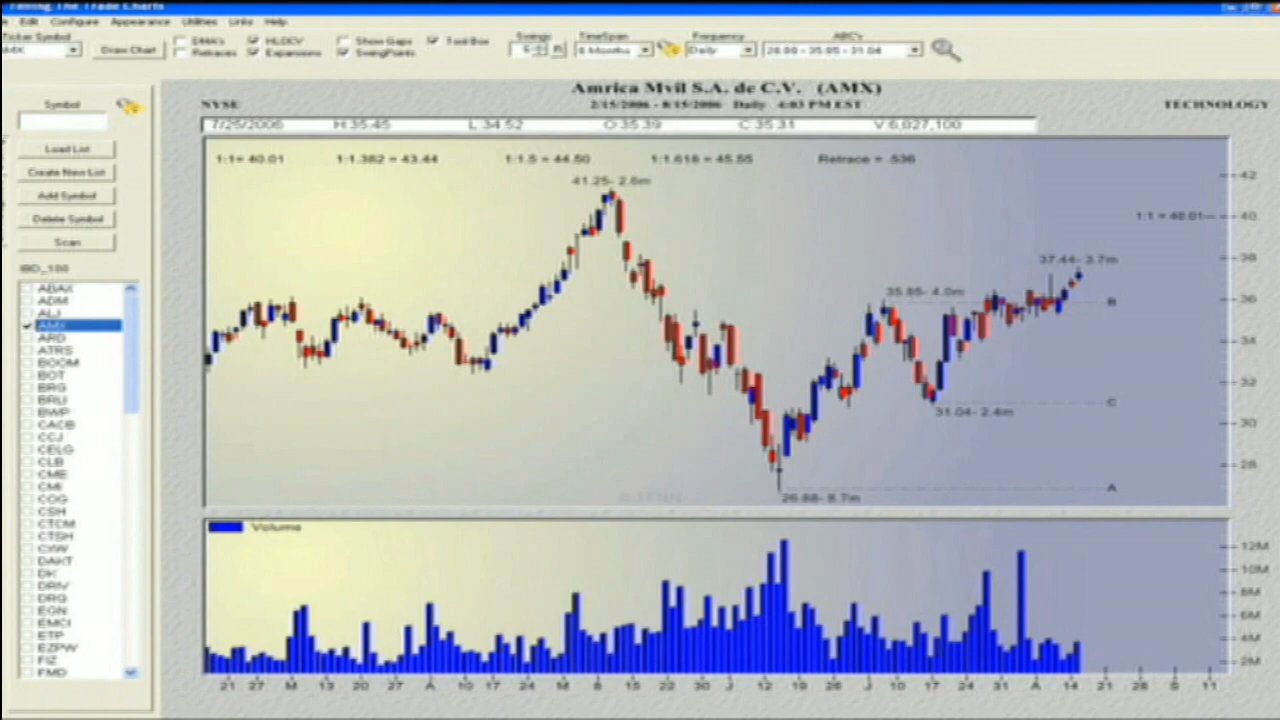 Timing The Trade Charts
Edit Configure Appearance Utilities Links Help
Ticker Symbol
AMX
Draw Chart
DMA's
Retraces
HLOCV
Expansions
Show Gaps
SwingPoints
Tool Box
Swings
TimeSpan
6 Months
Frequency
Daily
ABC's
26.88 - 35.85 - 31.04
Symbol
Load List
Create New List
Add Symbol
Delete Symbol
Scan
IBD_100
ABAX
ADM
ALJ
AMX
ARD
ATRS
BOOM
BOT
BRG
BRLI
BWP
CACB
CCJ
CELG
CLB
CME
CMI
COG
CSH
CTCM
CTSH
CXW
DAKT
DK
DRIV
DRQ
EGN
EMCI
ETP
EZPW
FIZ
FMD
Amrica Mvil S.A. de C.V. (AMX)
NYSE
2/15/2006 - 8/15/2006 Daily 4:03 PM EST
TECHNOLOGY
7/25/2006 H:35.45 L:34.52 O:35.39 C:35.31 V:6,027,100
1:1= 40.01 1:1.382 = 43.44 1:1.5 = 44.50 1:1.618 = 45.55 Retrace = .536
41.25- 2.6m
37.44- 3.7m
35.85- 4.0m
31.04- 2.4m
26.88- 8.7m
1:1 = 40.01
B
C
A
42
40
38
36
34
32
30
28
Volume
12M
10M
8M
6M
4M
2M
21 27 M 13 20 27 A 10 17 24 M 8 15 22 30 J 12 19 26 J 10 17 24 31 A 14 21 28 S 11